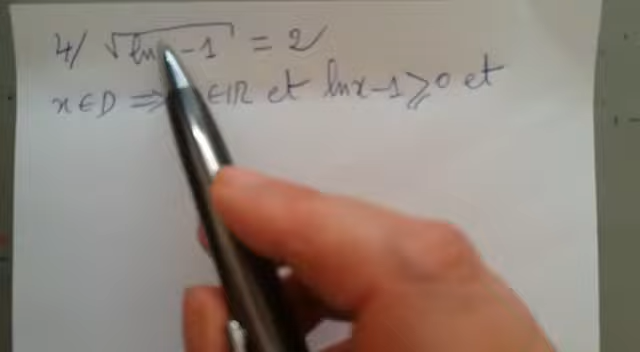 4/ √ln -1 = 2
x∈D ⇒ ∈IR et lnx-1⩾0 et